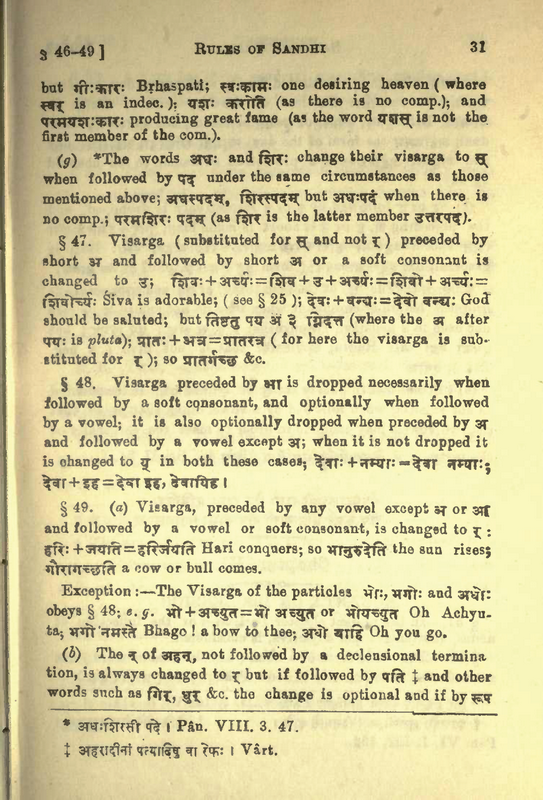 § 46-49 ] RULES OF SANDHI 31
but गीःकारः Bṛhaspati; स्वःकामः one desiring heaven ( where
स्वर् is an indec. ); यशः करोति (as there is no comp.); and
परमयशःकारः producing great fame (as the word यशस् is not the
first member of the com.).
(g) *The words अधः and शिरः change their visarga to स्
when followed by पद under the same circumstances as those
mentioned above; अधस्पदम्, शिरस्पदम् but अधःपदं when there is
no comp.; परमशिरः पदम् (as शिर is the latter member उत्तरपद).
§ 47. Visarga ( substituted for स् and not र् ) preceded by
short अ and followed by short अ or a soft consonant is
changed to उ; शिवः+अर्च्यः=शिव+उ+अर्च्यः=शिवो+अर्च्यः=
शिवोर्च्यः Śiva is adorable; ( see § 25 ); देवः+वन्द्यः=देवो वन्द्यः God
should be saluted; but तिष्ठतु पय अ ३ ग्निदत्त (where the अ after
पयः is pluta); प्रातः+अत्र=प्रातरत्र ( for here the visarga is sub-
stituted for र् ); so प्रातर्गच्छ &c.
§ 48. Visarga preceded by आ is dropped necessarily when
followed by a soft consonant, and optionally when followed
by a vowel; it is also optionally dropped when preceded by अ
and followed by a vowel except अ; when it is not dropped it
is changed to य् in both these cases; देवाः+नम्याः=देवा नम्याः;
देवा+इह=देवा इह, देवायिह ।
§ 49. (a) Visarga, preceded by any vowel except अ or आ
and followed by a vowel or soft consonant, is changed to र् :
हरिः+जयति=हरिर्जयति Hari conquers; so भानुरुदेति the sun rises;
गौरागच्छति a cow or bull comes.
Exception :—The Visarga of the particles भोः, भगोः and अधोः
obeys § 48; e. g. भो+अच्युत=भो अच्युत or भोयच्युत Oh Achyu-
ta; भगो नमस्ते Bhago ! a bow to thee; अधो याहि Oh you go.
(b) The न् of अहन्, not followed by a declensional termina
tion, is always changed to र् but if followed by पति ‡ and other
words such as गिर्, धुर् &c. the change is optional and if by रूप
* अधःशिरसी पदे । Pân. VIII. 3. 47.
‡ अहरादीनां पत्यादिषु वा रेफः । Vârt.